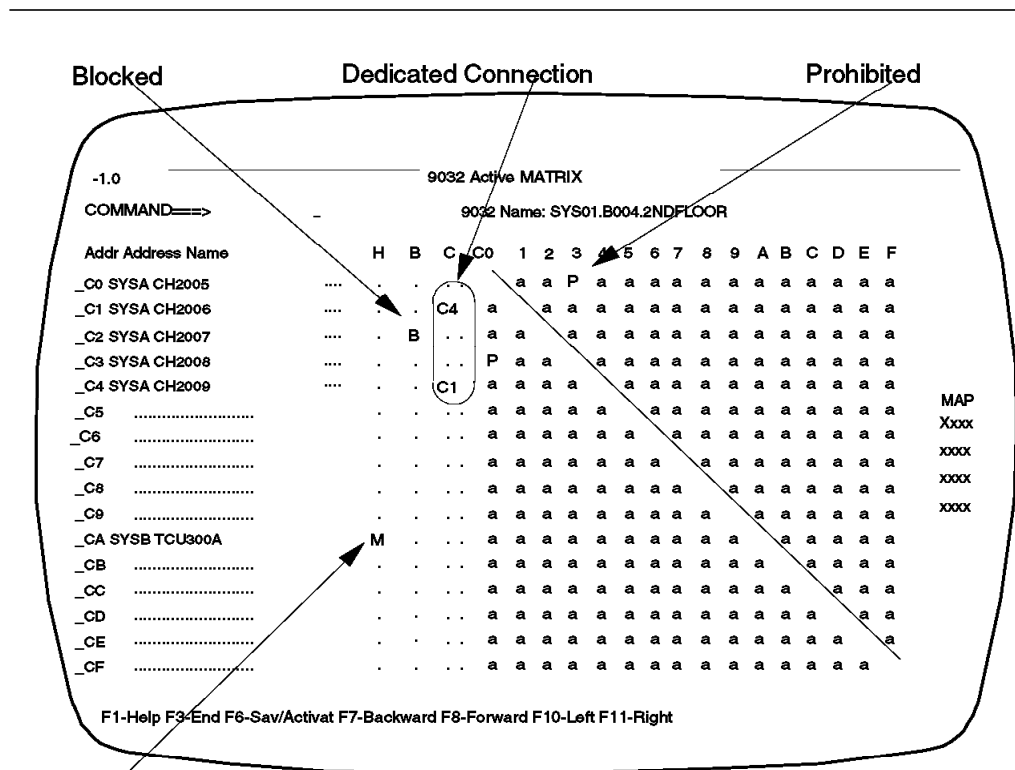 Blocked Dedicated Connection Prohibited
-1.0 9032 Active MATRIX
COMMAND===> _ 9032 Name: SYS01.B004.2NDFLOOR
Addr Address Name H B C C0 1 2 3 4 5 6 7 8 9 A B C D E F
_C0 SYSA CH2005 .... . . . . a a P a a a a a a a a a a a a
_C1 SYSA CH2006 .... . . C4 a a a a a a a a a a a a a a a
_C2 SYSA CH2007 .... . B . . a a a a a a a a a a a a a a a
_C3 SYSA CH2008 .... . . . . P a a a a a a a a a a a a a a
_C4 SYSA CH2009 .... . . C1 a a a a a a a a a a a a a a a
_C5 ............................ . . . . a a a a a a a a a a a a a a a
MAP
_C6 ............................ . . . . a a a a a a a a a a a a a a a
Xxxx
_C7 ............................ . . . . a a a a a a a a a a a a a a a
xxxx
_C8 ............................ . . . . a a a a a a a a a a a a a a a
xxxx
_C9 ............................ . . . . a a a a a a a a a a a a a a a
xxxx
_CA SYSB TCU300A M . . . a a a a a a a a a a a a a a a
_CB ............................ . . . . a a a a a a a a a a a a a a a
_CC ............................ . . . . a a a a a a a a a a a a a a a
_CD ............................ . . . . a a a a a a a a a a a a a a a
_CE ............................ . . . . a a a a a a a a a a a a a a a
_CF ............................ . . . . a a a a a a a a a a a a a a a
F1-Help F3-End F6-Sav/Activat F7-Backward F8-Forward F10-Left F11-Right